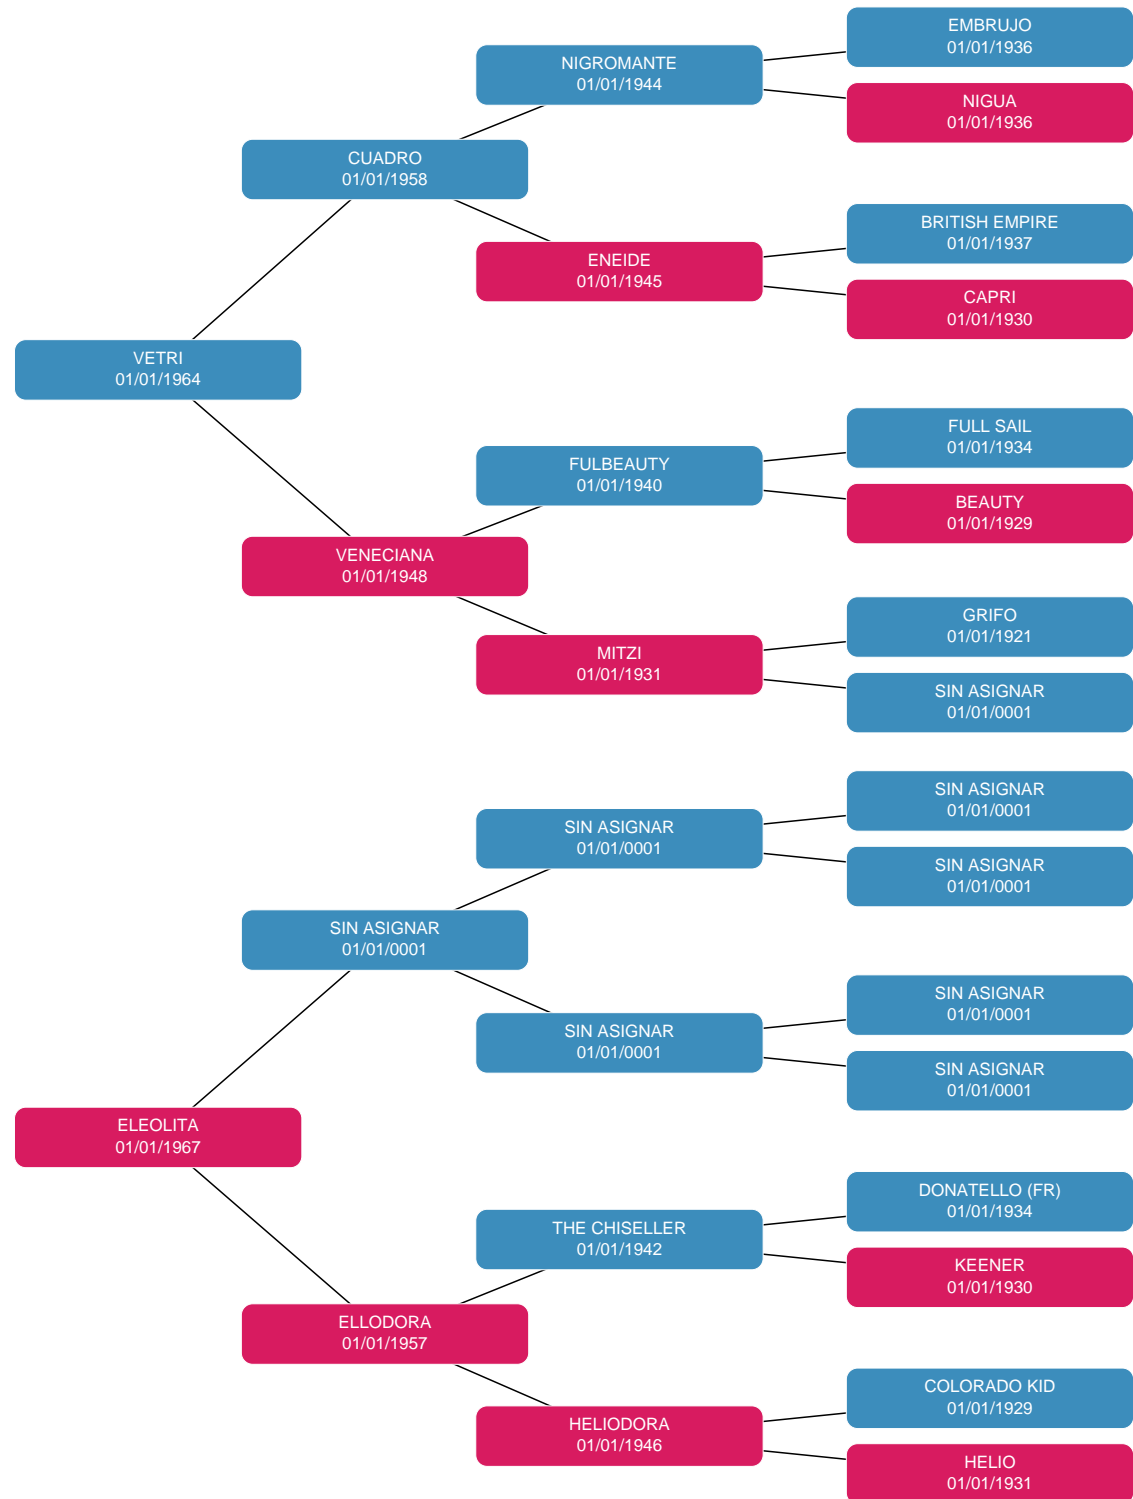 EMBRUJO
01/01/1936
NIGROMANTE
01/01/1944
NIGUA
01/01/1936
CUADRO
01/01/1958
BRITISH EMPIRE
01/01/1937
ENEIDE
01/01/1945
CAPRI
01/01/1930
VETRI
01/01/1964
FULL SAIL
01/01/1934
FULBEAUTY
01/01/1940
BEAUTY
01/01/1929
VENECIANA
01/01/1948
GRIFO
01/01/1921
MITZI
01/01/1931
SIN ASIGNAR
01/01/0001
SIN ASIGNAR
01/01/0001
SIN ASIGNAR
01/01/0001
SIN ASIGNAR
01/01/0001
SIN ASIGNAR
01/01/0001
SIN ASIGNAR
01/01/0001
SIN ASIGNAR
01/01/0001
SIN ASIGNAR
01/01/0001
ELEOLITA
01/01/1967
DONATELLO (FR)
01/01/1934
THE CHISELLER
01/01/1942
KEENER
01/01/1930
ELLODORA
01/01/1957
COLORADO KID
01/01/1929
HELIODORA
01/01/1946
HELIO
01/01/1931